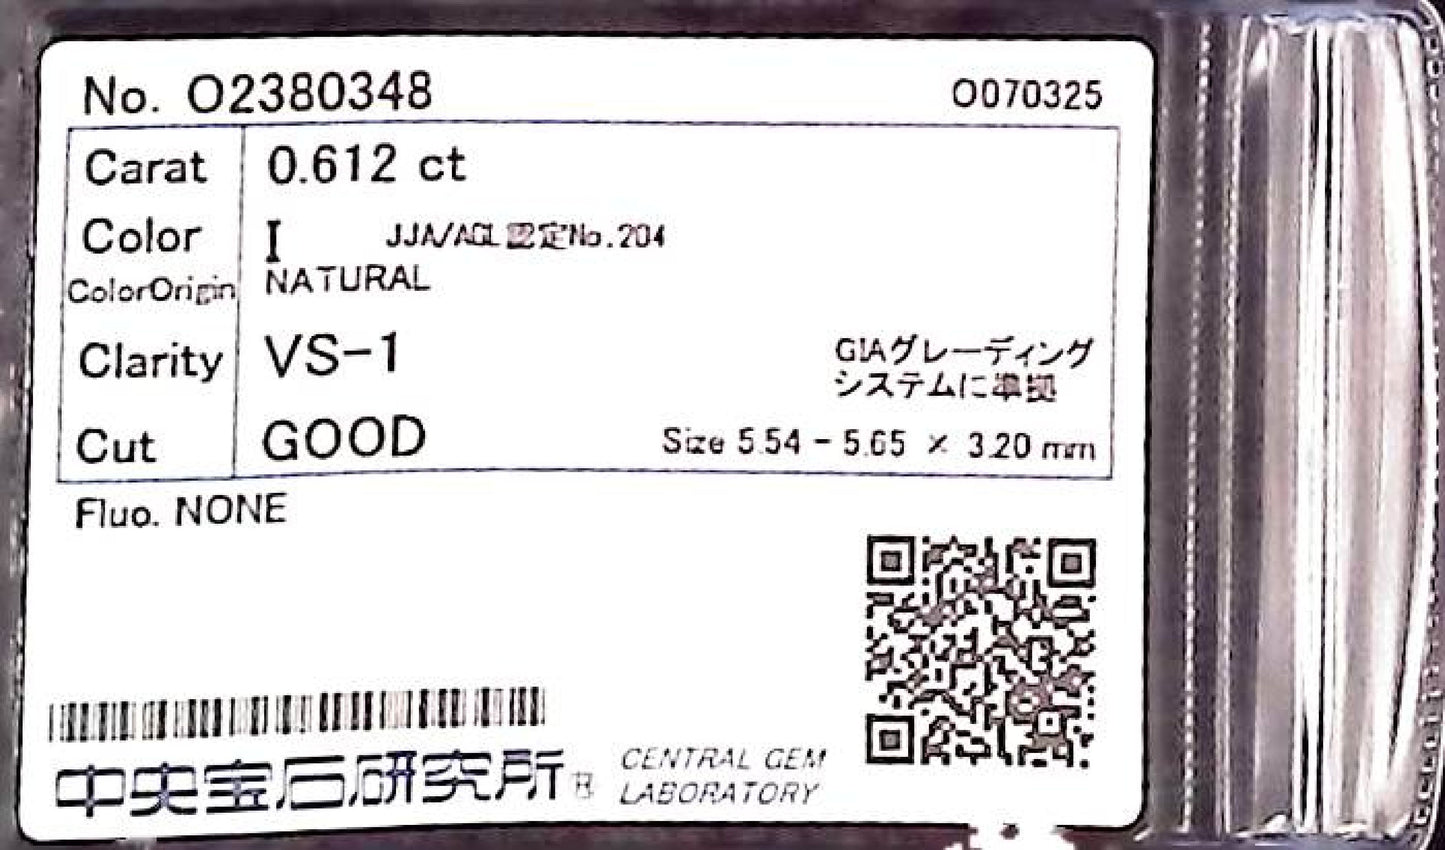 No. O2380348
O070325
Carat 0.612 ct
Color I JJA/AGL認定No.204
ColorOrigin NATURAL
Clarity VS-1
GIAグレーディング
システムに準拠
Cut GOOD Size 5.54 - 5.65 × 3.20 mm
Fluo. NONE
中央宝石研究所
CENTRAL GEM
LABORATORY